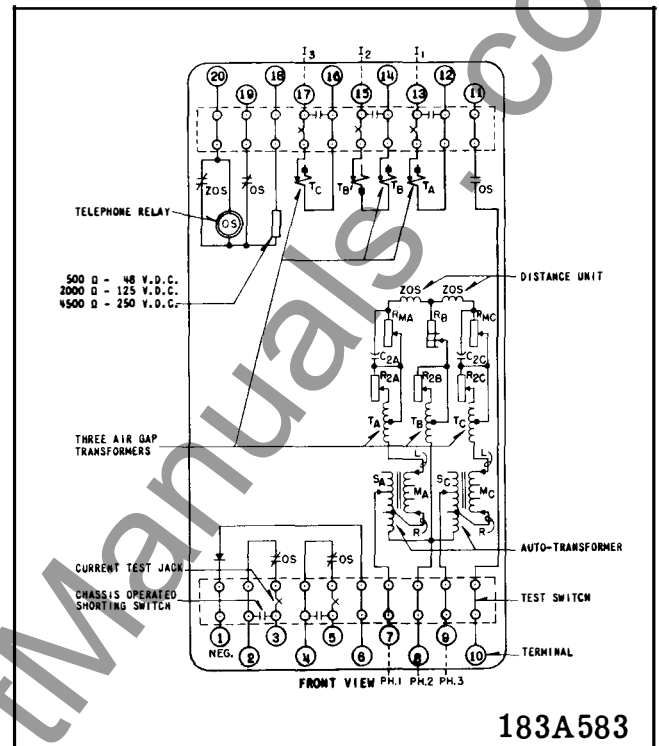 I3 I2 I1
20 19 18 17 16 15 14 13 12 11
ZOS OS TC TB TB TA OS
TELEPHONE RELAY
OS
500 Ω - 48 V.D.C.
2000 Ω - 125 V.D.C.
4500 Ω - 250 V.D.C.
DISTANCE UNIT
ZOS ZOS
RMA RB RMC
C2A C2C
R2A R2B R2C
TA TB TC
THREE AIR GAP
TRANSFORMERS
L L
SA MA SC MC
R R
AUTO-TRANSFORMER
OS OS
CURRENT TEST JACK
CHASSIS OPERATED
SHORTING SWITCH
TEST SWITCH
1 2 3 4 5 6 7 8 9 10
NEG.
TERMINAL
FRONT VIEW PH.1 PH.2 PH.3
183A583